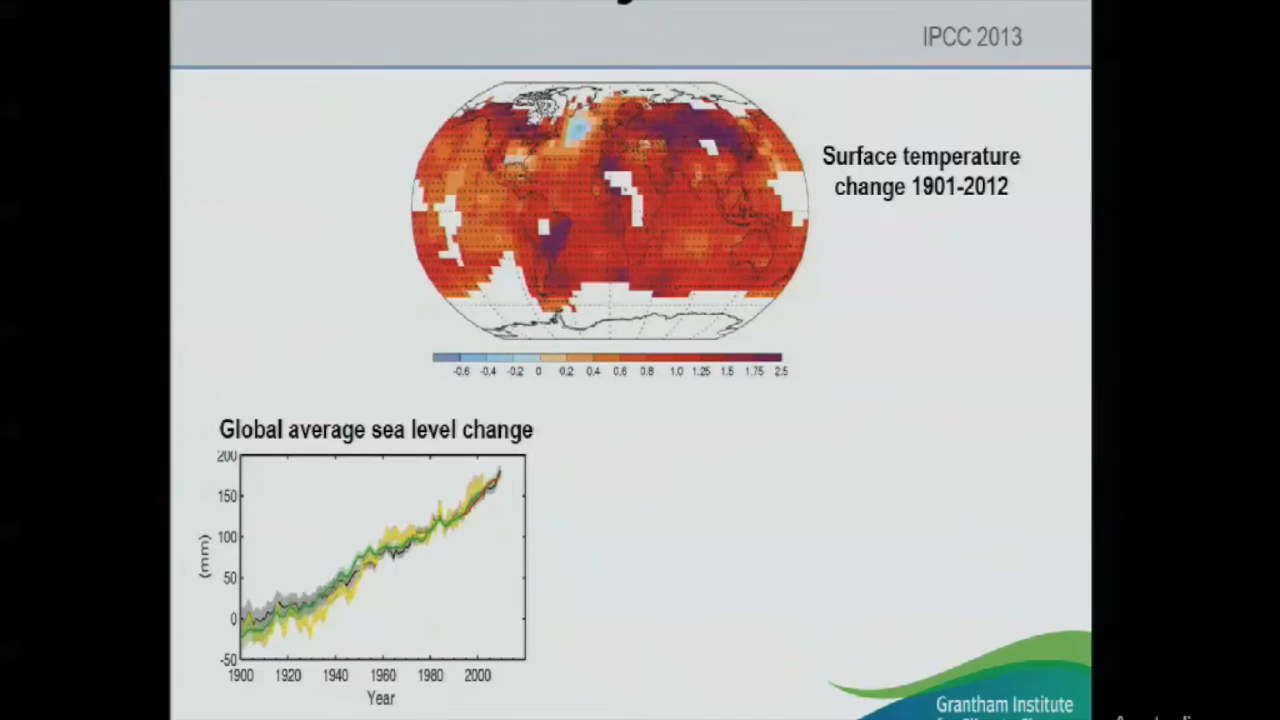 IPCC 2013
Surface temperature
change 1901-2012
-0.6 -0.4 -0.2 0 0.2 0.4 0.6 0.8 1.0 1.25 1.5 1.75 2.5
Global average sea level change
200
150
100
50
0
-50
(mm)
1900 1920 1940 1960 1980 2000
Year
Grantham Institute